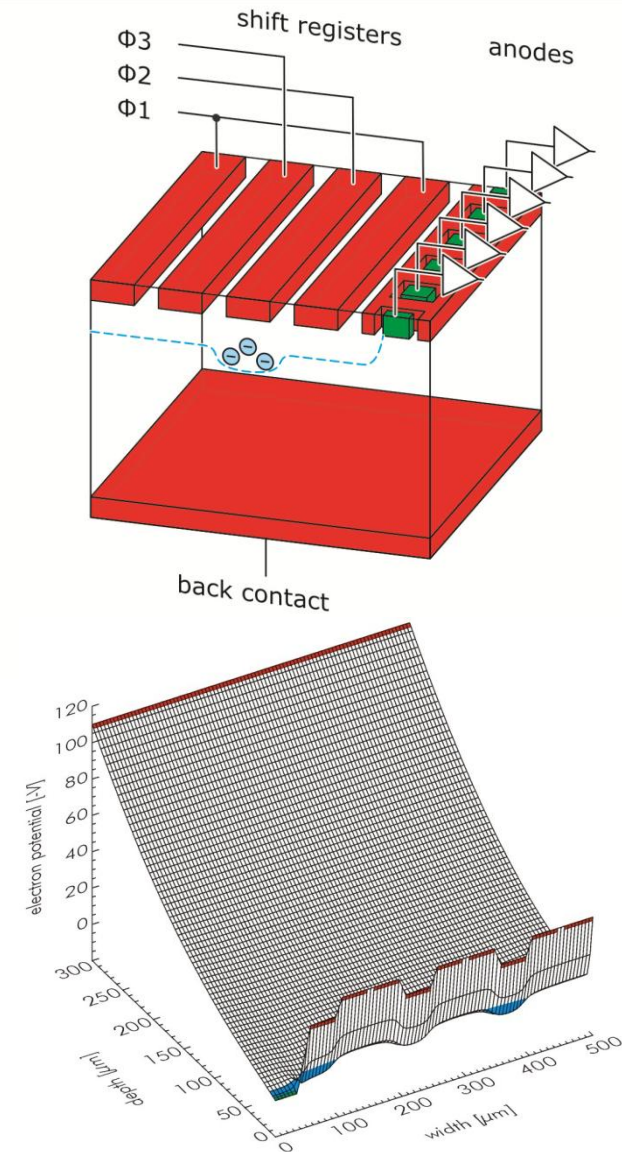 shift registers
anodes
Φ3
Φ2
Φ1
back contact
electron potential [-V]
120
100
80
60
40
20
0
depth [µm]
300
250
200
150
100
50
0
width [µm]
0
100
200
300
400
500